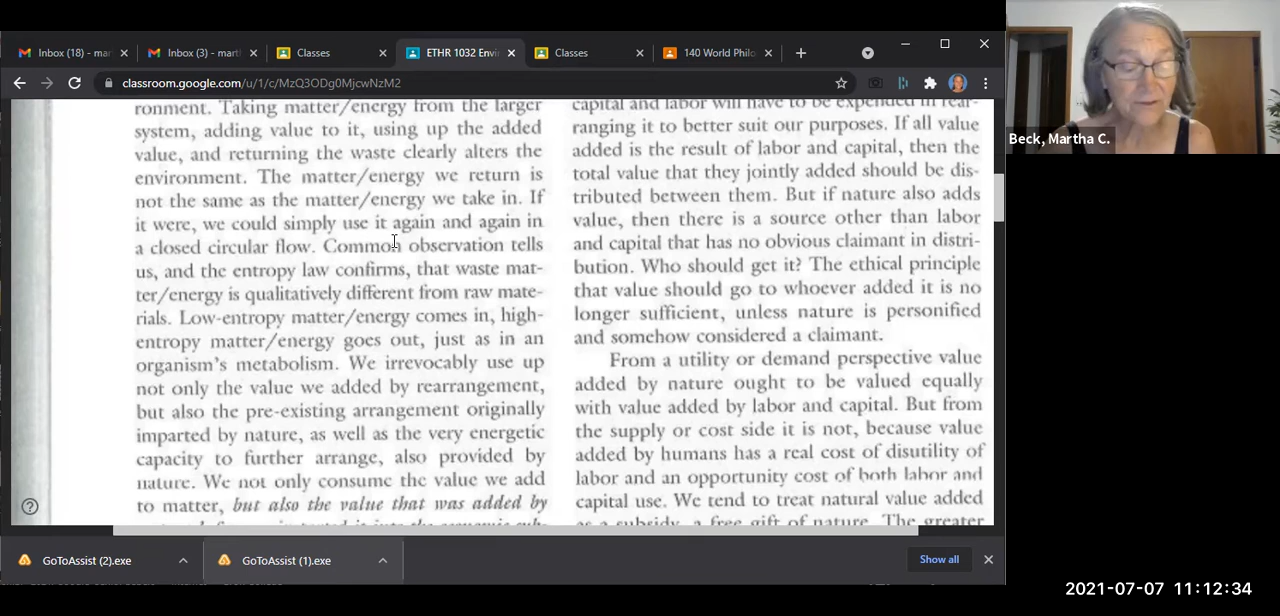 Inbox (18) - mar
Inbox (3) - mart
Classes
ETHR 1032 Envi
Classes
140 World Philo
classroom.google.com/u/1/c/MzQ3ODg0MjcwNzM2
ronment. Taking matter/energy from the larger
system, adding value to it, using up the added
value, and returning the waste clearly alters the
environment. The matter/energy we return is
not the same as the matter/energy we take in. If
it were, we could simply use it again and again in
a closed circular flow. Common observation tells
us, and the entropy law confirms, that waste mat-
ter/energy is qualitatively different from raw mate-
rials. Low-entropy matter/energy comes in, high-
entropy matter/energy goes out, just as in an
organism's metabolism. We irrevocably use up
not only the value we added by rearrangement,
but also the pre-existing arrangement originally
imparted by nature, as well as the very energetic
capacity to further arrange, also provided by
nature. We not only consume the value we add
to matter, but also the value that was added by
capital and labor will have to be expended in rear-
ranging it to better suit our purposes. If all value
added is the result of labor and capital, then the
total value that they jointly added should be dis-
tributed between them. But if nature also adds
value, then there is a source other than labor
and capital that has no obvious claimant in distri-
bution. Who should get it? The ethical principle
that value should go to whoever added it is no
longer sufficient, unless nature is personified
and somehow considered a claimant.
From a utility or demand perspective value
added by nature ought to be valued equally
with value added by labor and capital. But from
the supply or cost side it is not, because value
added by humans has a real cost of disutility of
labor and an opportunity cost of both labor and
capital use. We tend to treat natural value added
as a subsidy, a free gift of nature. The greater
Beck, Martha C.
GoToAssist (2).exe
GoToAssist (1).exe
Show all
2021-07-07 11:12:34